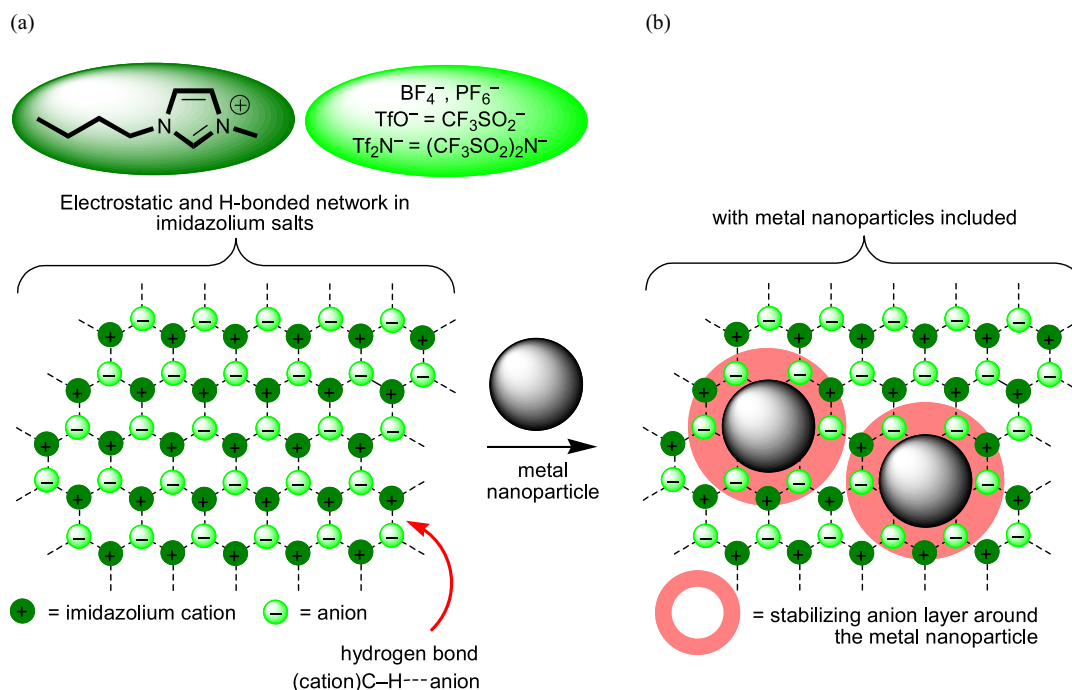 (a)
(b)
N
N
⊕
BF₄⁻, PF₆⁻
TfO⁻ = CF₃SO₂⁻
Tf₂N⁻ = (CF₃SO₂)₂N⁻
Electrostatic and H-bonded network in
imidazolium salts
with metal nanoparticles included
metal
nanoparticle
+ = imidazolium cation
− = anion
hydrogen bond
(cation)C–H---anion
= stabilizing anion layer around
the metal nanoparticle